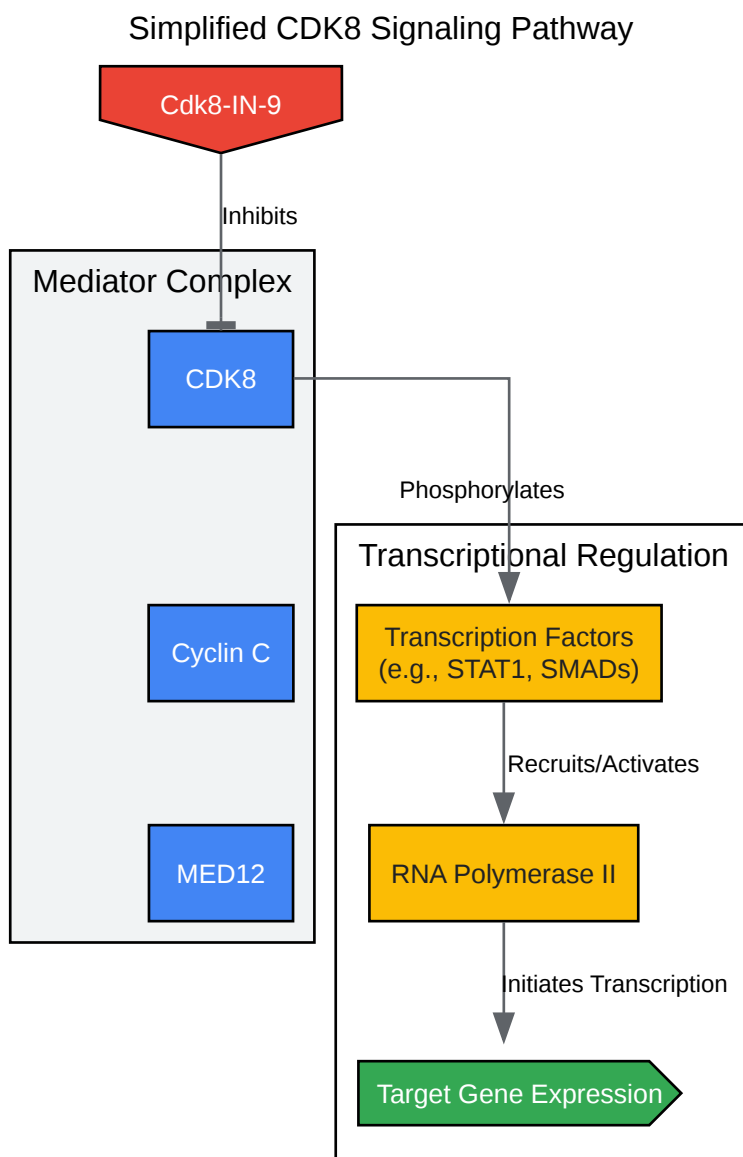 Simplified CDK8 Signaling Pathway
Cdk8-IN-9
Inhibits
Mediator Complex
CDK8
Phosphorylates
Transcriptional Regulation
Cyclin C
Transcription Factors
(e.g., STAT1, SMADs)
Recruits/Activates
MED12
RNA Polymerase II
Initiates Transcription
Target Gene Expression